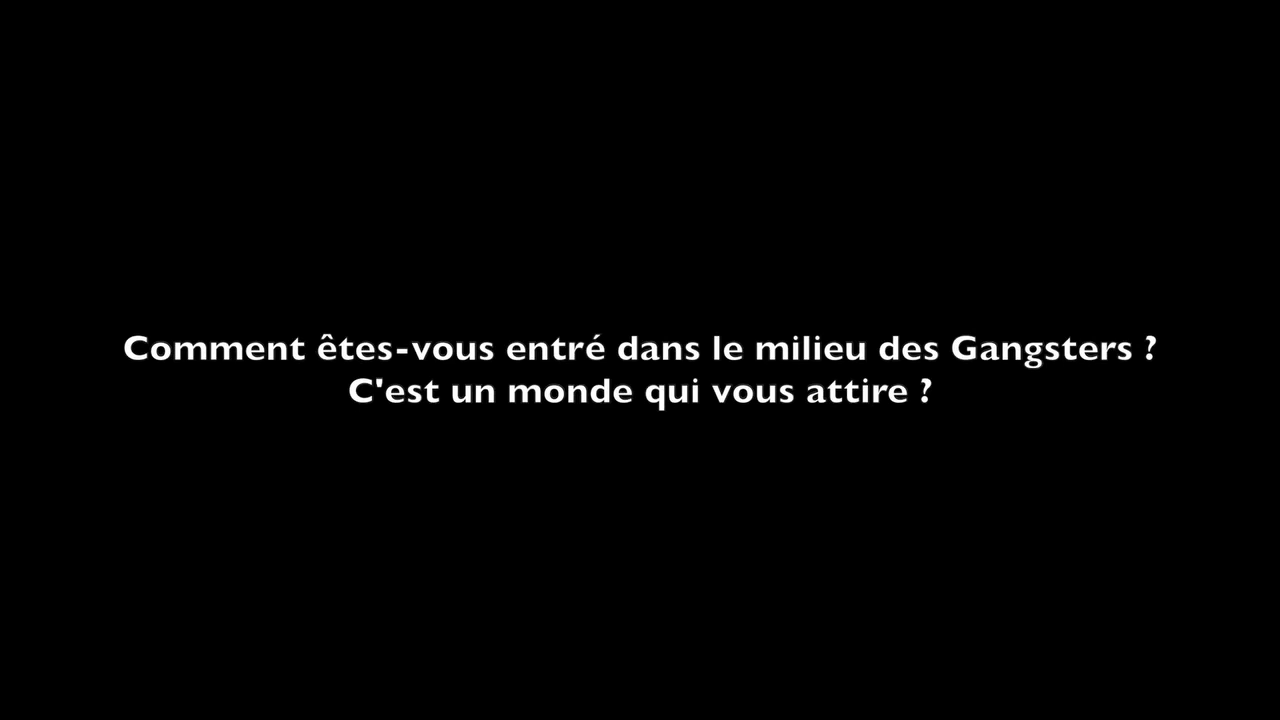 Comment êtes-vous entré dans le milieu des Gangsters ?
C'est un monde qui vous attire ?